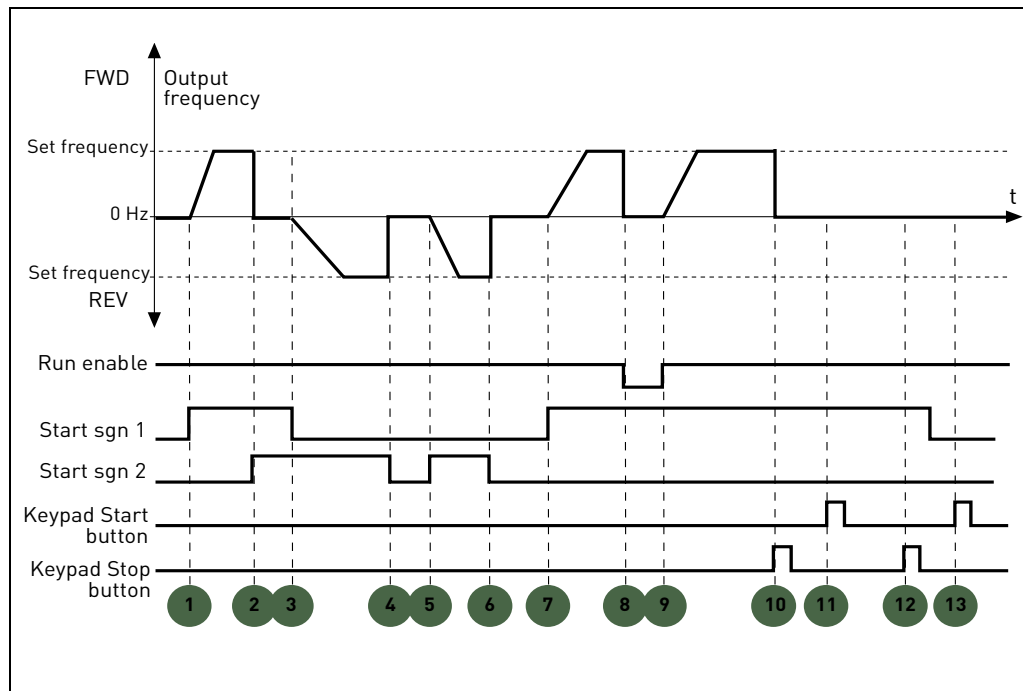 FWD
Output
frequency
Set frequency
0 Hz
t
Set frequency
REV
Run enable
Start sgn 1
Start sgn 2
Keypad Start
button
Keypad Stop
button
1 2 3 4 5 6 7 8 9 10 11 12 13